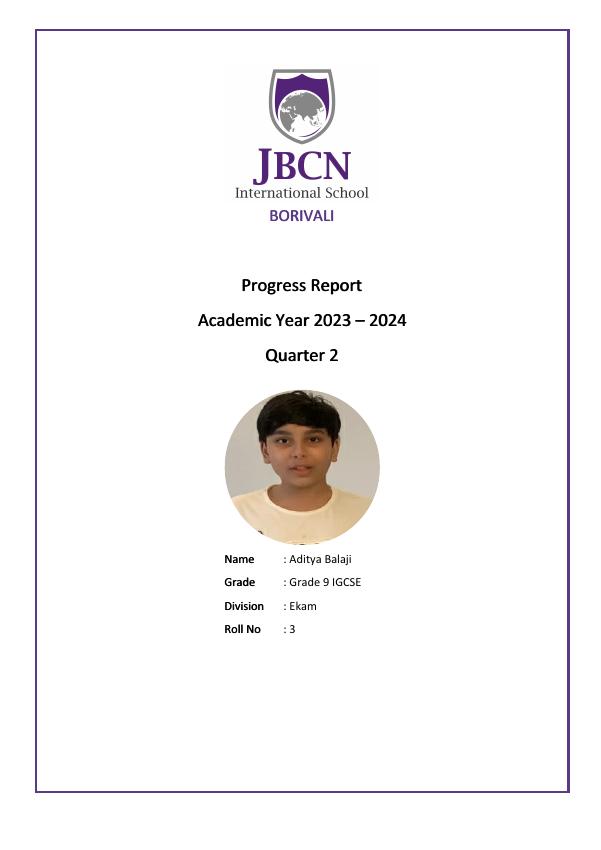 JBCN
International School
BORIVALI
Progress Report
Academic Year 2023 – 2024
Quarter 2
Name : Aditya Balaji
Grade : Grade 9 IGCSE
Division : Ekam
Roll No : 3